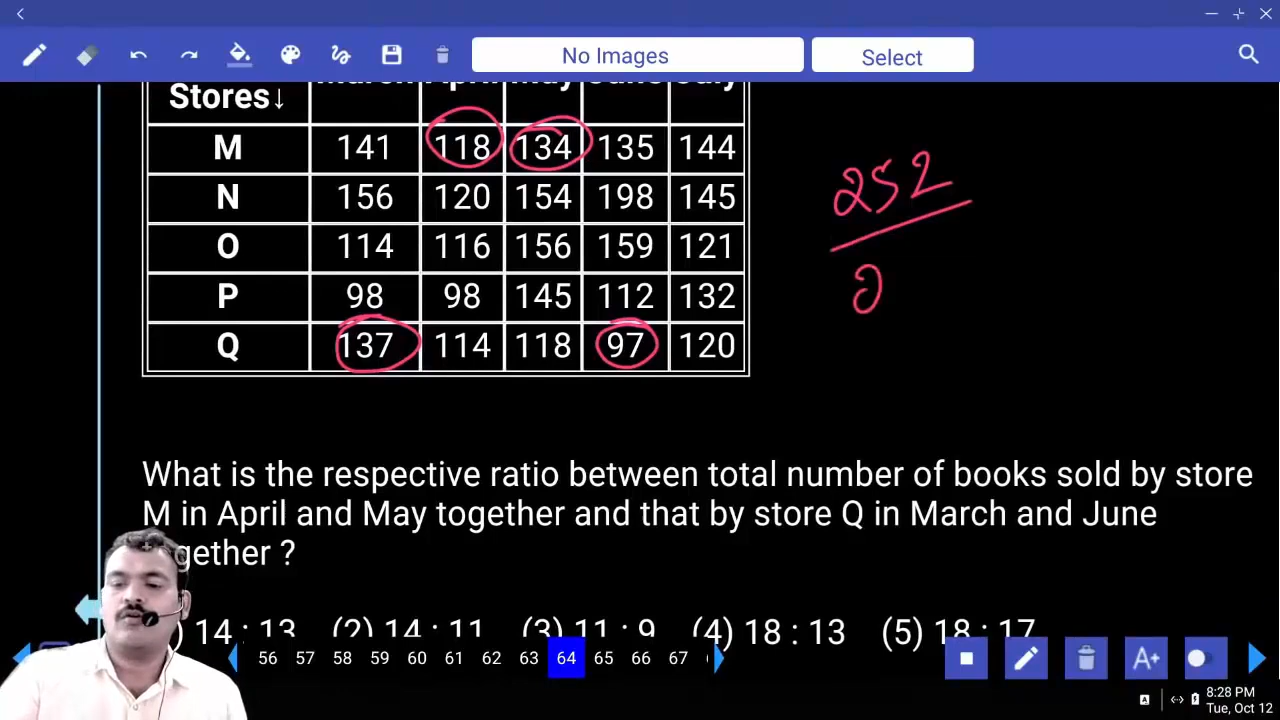 No Images
Select
Stores↓
M 141 118 134 135 144
N 156 120 154 198 145
O 114 116 156 159 121
P 98 98 145 112 132
Q 137 114 118 97 120
252
What is the respective ratio between total number of books sold by store
M in April and May together and that by store Q in March and June
together ?
14 : 13 (2) 14 : 11 (3) 11 : 9 (4) 18 : 13 (5) 18 : 17
56 57 58 59 60 61 62 63 64 65 66 67
A+
A
8:28 PM
Tue, Oct 12